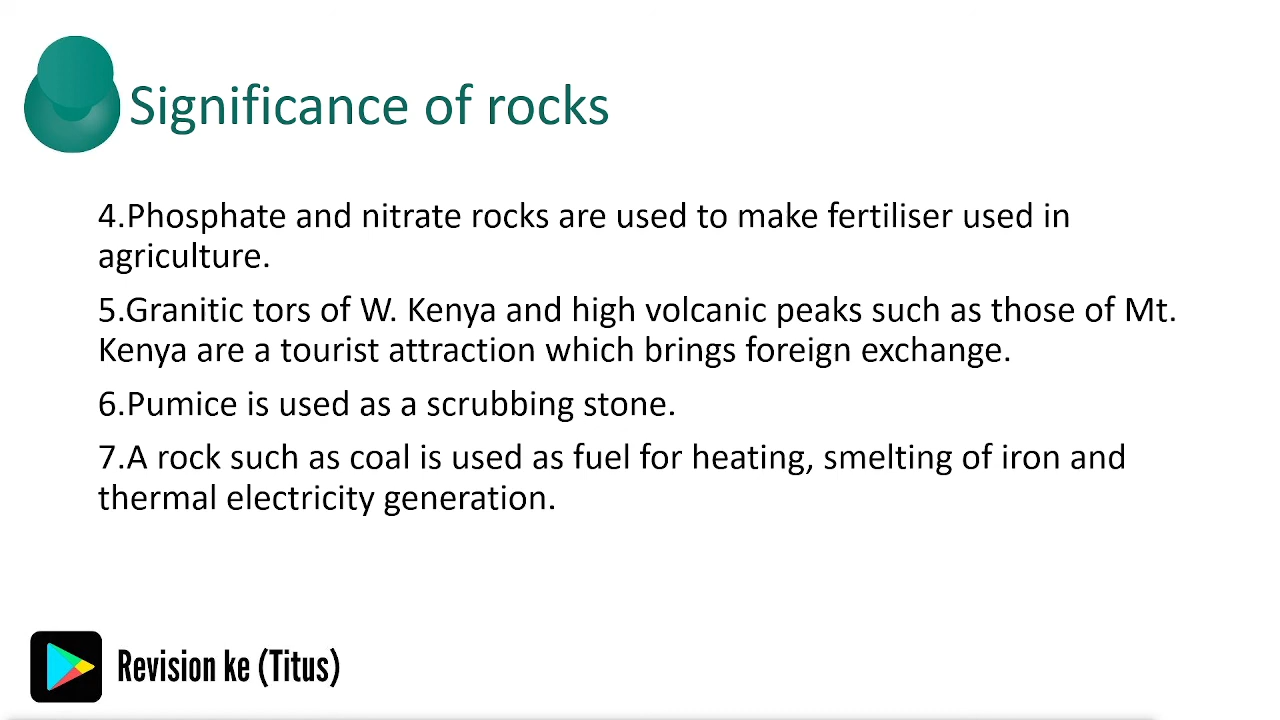 Significance of rocks
4.Phosphate and nitrate rocks are used to make fertiliser used in
agriculture.
5.Granitic tors of W. Kenya and high volcanic peaks such as those of Mt.
Kenya are a tourist attraction which brings foreign exchange.
6.Pumice is used as a scrubbing stone.
7.A rock such as coal is used as fuel for heating, smelting of iron and
thermal electricity generation.
Revision ke (Titus)